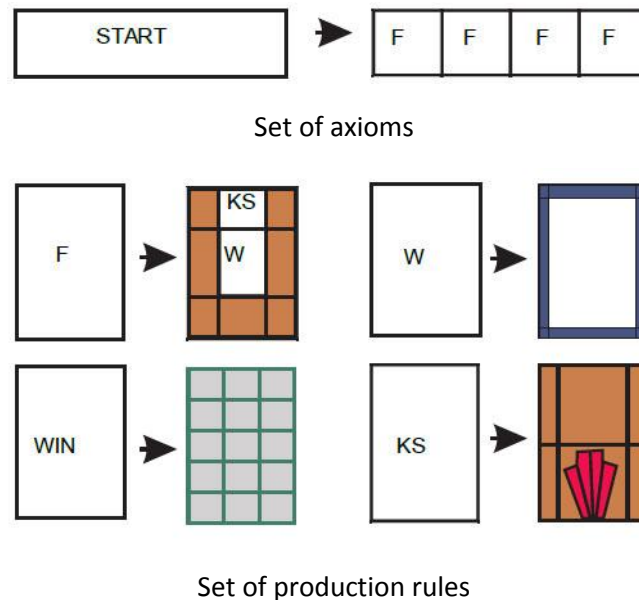 START
F F F F
Set of axioms
F
KS
W
W
WIN
KS
Set of production rules